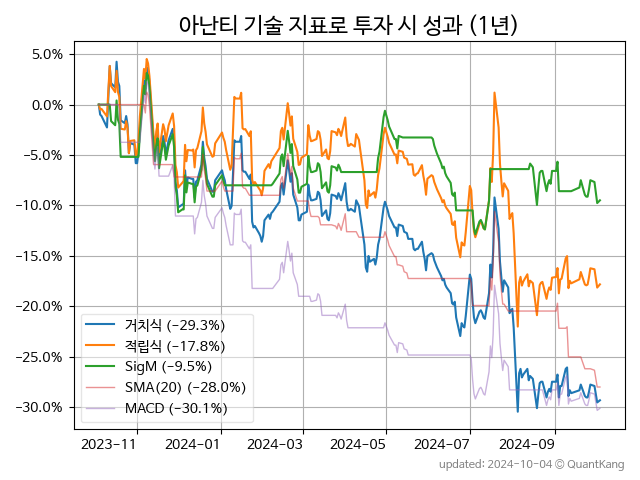 아난티 기술 지표로 투자 시 성과 (1년)
5.0%
0.0%
−5.0%
−10.0%
−15.0%
−20.0%
−25.0%
−30.0%
거치식 (−29.3%)
적립식 (−17.8%)
SigM (−9.5%)
SMA(20) (−28.0%)
MACD (−30.1%)
2023−11 2024−01 2024−03 2024−05 2024−07 2024−09
updated: 2024-10-04 © QuantKang